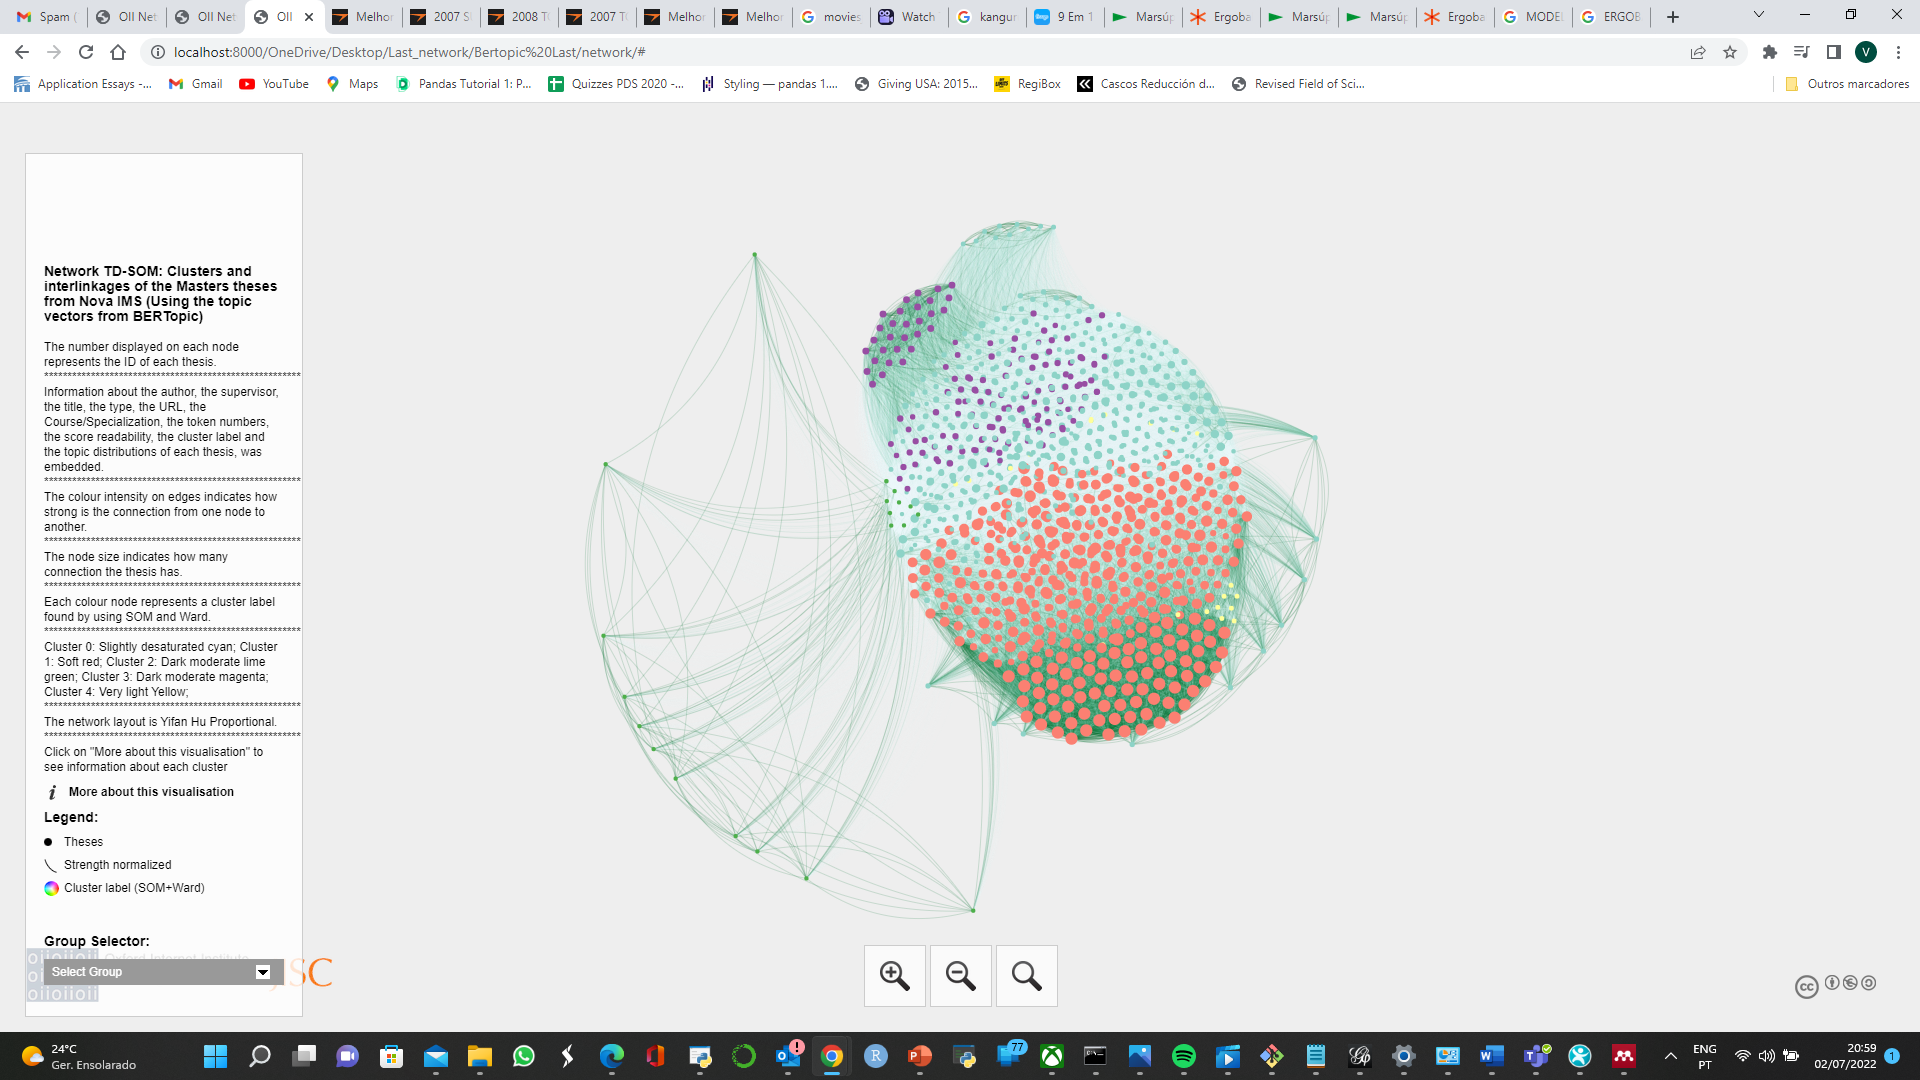 Spam (
OII Net
OII Net
OII
Melhor
2007 S
2008 T
2007 T
Melhor
Melhor
movies
Watch
kangur
9 Em 1
Marsúp
Ergoba
Marsúp
Marsúp
Ergoba
MODE
ERGOB
localhost:8000/OneDrive/Desktop/Last_network/Bertopic%20Last/network/#
V
Application Essays -...
Gmail
YouTube
Maps
Pandas Tutorial 1: P...
Quizzes PDS 2020 -...
Styling — pandas 1....
Giving USA: 2015...
RegiBox
Cascos Reducción d...
Revised Field of Sci...
Outros marcadores
Network TD-SOM: Clusters and
interlinkages of the Masters theses
from Nova IMS (Using the topic
vectors from BERTopic)
The number displayed on each node
represents the ID of each thesis.
Information about the author, the supervisor,
the title, the type, the URL, the
Course/Specialization, the token numbers,
the score readability, the cluster label and
the topic distributions of each thesis, was
embedded.
The colour intensity on edges indicates how
strong is the connection from one node to
another.
The node size indicates how many
connection the thesis has.
Each colour node represents a cluster label
found by using SOM and Ward.
Cluster 0: Slightly desaturated cyan; Cluster
1: Soft red; Cluster 2: Dark moderate lime
green; Cluster 3: Dark moderate magenta;
Cluster 4: Very light Yellow;
The network layout is Yifan Hu Proportional.
Click on "More about this visualisation" to
see information about each cluster
More about this visualisation
Legend:
Theses
Strength normalized
Cluster label (SOM+Ward)
Group Selector:
Oxford Internet Institute
Select Group
SC
oiioiioii
cc
24°C
Ger. Ensolarado
77
ENG
PT
20:59
02/07/2022
1